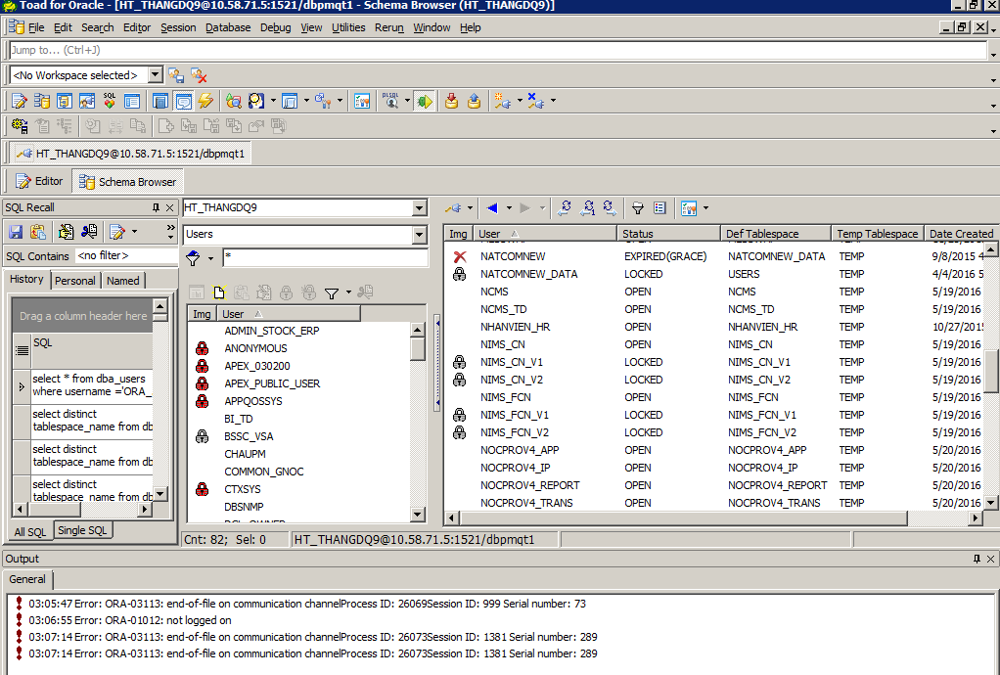 Toad for Oracle - [HT_THANGDQ9@10.58.71.5:1521/dbpmqt1 - Schema Browser (HT_THANGDQ9)]
File Edit Search Editor Session Database Debug View Utilities Rerun Window Help
Jump to... (Ctrl+J)
<No Workspace selected>
HT_THANGDQ9@10.58.71.5:1521/dbpmqt1
Editor Schema Browser
SQL Recall
SQL Contains <no filter>
History Personal Named
Drag a column header here
SQL
select * from dba_users
where username ='ORA_
select distinct
tablespace_name from db
select distinct
tablespace_name from db
select distinct
tablespace_name from db
All SQL Single SQL
HT_THANGDQ9
Users
*
Img User
ADMIN_STOCK_ERP
ANONYMOUS
APEX_030200
APEX_PUBLIC_USER
APPQOSSYS
BI_TD
BSSC_VSA
CHAUPM
COMMON_GNOC
CTXSYS
DBSNMP
Cnt: 82; Sel: 0 HT_THANGDQ9@10.58.71.5:1521/dbpmqt1
Img User Status Def Tablespace Temp Tablespace Date Created
NATCOMNEW EXPIRED(GRACE) NATCOMNEW_DATA TEMP 9/8/2015 4
NATCOMNEW_DATA LOCKED USERS TEMP 4/4/2016 5
NCMS OPEN NCMS TEMP 5/19/2016
NCMS_TD OPEN NCMS_TD TEMP 5/19/2016
NHANVIEN_HR OPEN NHANVIEN_HR TEMP 10/27/2015
NIMS_CN OPEN NIMS_CN TEMP 5/19/2016
NIMS_CN_V1 LOCKED NIMS_CN_V1 TEMP 5/19/2016
NIMS_CN_V2 LOCKED NIMS_CN_V2 TEMP 5/19/2016
NIMS_FCN OPEN NIMS_FCN TEMP 5/19/2016
NIMS_FCN_V1 LOCKED NIMS_FCN_V1 TEMP 5/19/2016
NIMS_FCN_V2 LOCKED NIMS_FCN_V2 TEMP 5/19/2016
NOCPROV4_APP OPEN NOCPROV4_APP TEMP 5/20/2016
NOCPROV4_IP OPEN NOCPROV4_IP TEMP 5/20/2016
NOCPROV4_REPORT OPEN NOCPROV4_REPORT TEMP 5/20/2016
NOCPROV4_TRANS OPEN NOCPROV4_TRANS TEMP 5/20/2016
Output
General
03:05:47 Error: ORA-03113: end-of-file on communication channelProcess ID: 26069Session ID: 999 Serial number: 73
03:06:55 Error: ORA-01012: not logged on
03:07:14 Error: ORA-03113: end-of-file on communication channelProcess ID: 26073Session ID: 1381 Serial number: 289
03:07:14 Error: ORA-03113: end-of-file on communication channelProcess ID: 26073Session ID: 1381 Serial number: 289